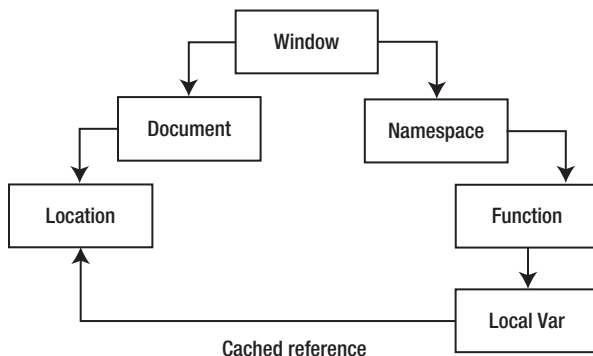 Window
Document
Namespace
Location
Function
Local Var
Cached reference